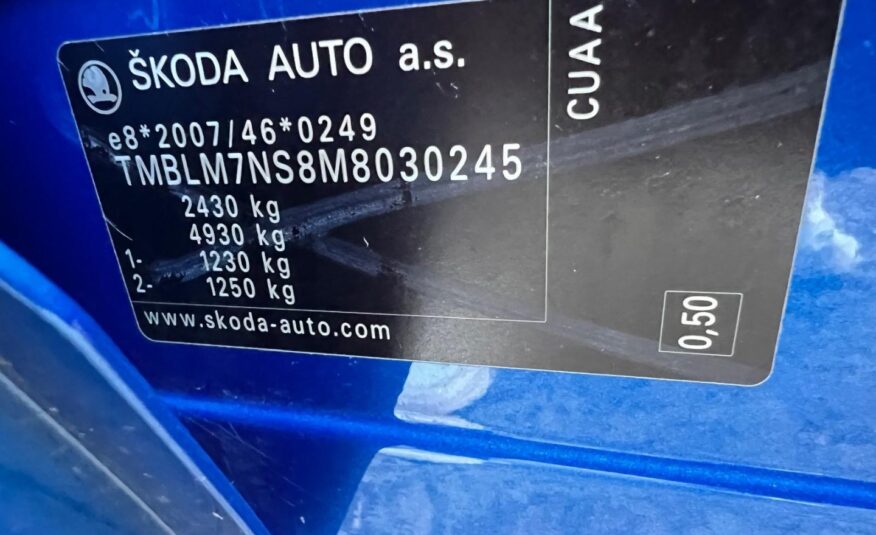 ŠKODA AUTO a.s.
e8*2007/46*0249
TMBLM7NS8M8030245
2430 kg
4930 kg
1- 1230 kg
2- 1250 kg
www.skoda-auto.com
CUAA
0,50